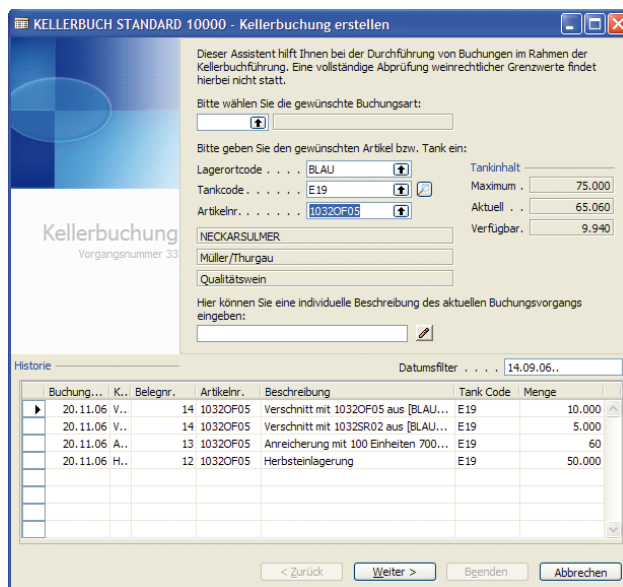 KELLERBUCH STANDARD 10000 - Kellerbuchung erstellen
Dieser Assistent hilft Ihnen bei der Durchführung von Buchungen im Rahmen der
Kellerbuchführung. Eine vollständige Abprüfung weinrechtlicher Grenzwerte findet
hierbei nicht statt.
Bitte wählen Sie die gewünschte Buchungsart:
Bitte geben Sie den gewünschten Artikel bzw. Tank ein:
Lagerortcode . . . . BLAU
Tankcode . . . . . . E19
Artikelnr. . . . . . . 1032OF05
Tankinhalt
Maximum . 75.000
Aktuell . . 65.060
Verfügbar. 9.940
Kellerbuchung
Vorgangsnummer 33
NECKARSULMER
Müller/Thurgau
Qualitätswein
Hier können Sie eine individuelle Beschreibung des aktuellen Buchungsvorgangs
eingeben:
Historie
Datumsfilter . . . . 14.09.06..
Buchung... K.. Belegnr. Artikelnr. Beschreibung Tank Code Menge
20.11.06 V... 14 1032OF05 Verschnitt mit 1032OF05 aus [BLAU... E19 10.000
20.11.06 V... 14 1032OF05 Verschnitt mit 1032SR02 aus [BLAU... E19 5.000
20.11.06 A... 13 1032OF05 Anreicherung mit 100 Einheiten 700... E19 60
20.11.06 H... 12 1032OF05 Herbsteinlagerung E19 50.000
< Zurück Weiter > Beenden Abbrechen